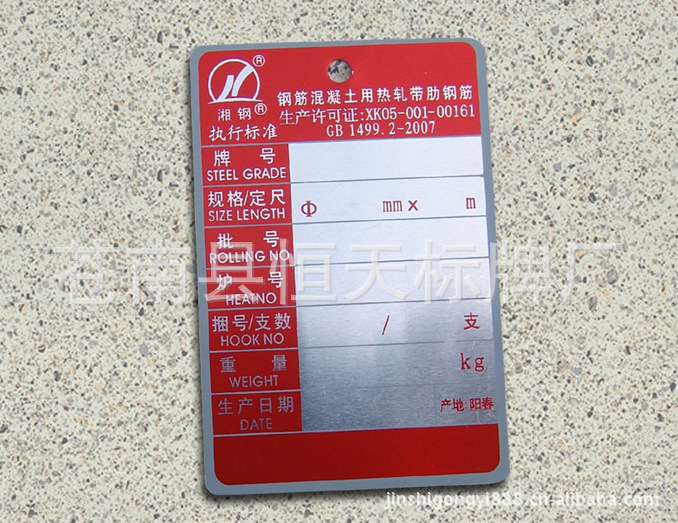 ®
湘钢®
钢筋混凝土用热轧带肋钢筋
生产许可证:XK05-001-00161
执行标准 GB 1499.2-2007
牌 号
STEEL GRADE
规格/定尺
SIZE LENGTH
Φ mm× m
批 号
ROLLING NO
炉 号
HEATNO
捆号/支数
HOOK NO
/ 支
重 量
WEIGHT
kg
生产日期
DATE
产地:阳春
苍南县恒天标牌厂
jinshigongyi838.cn.alibaba.com